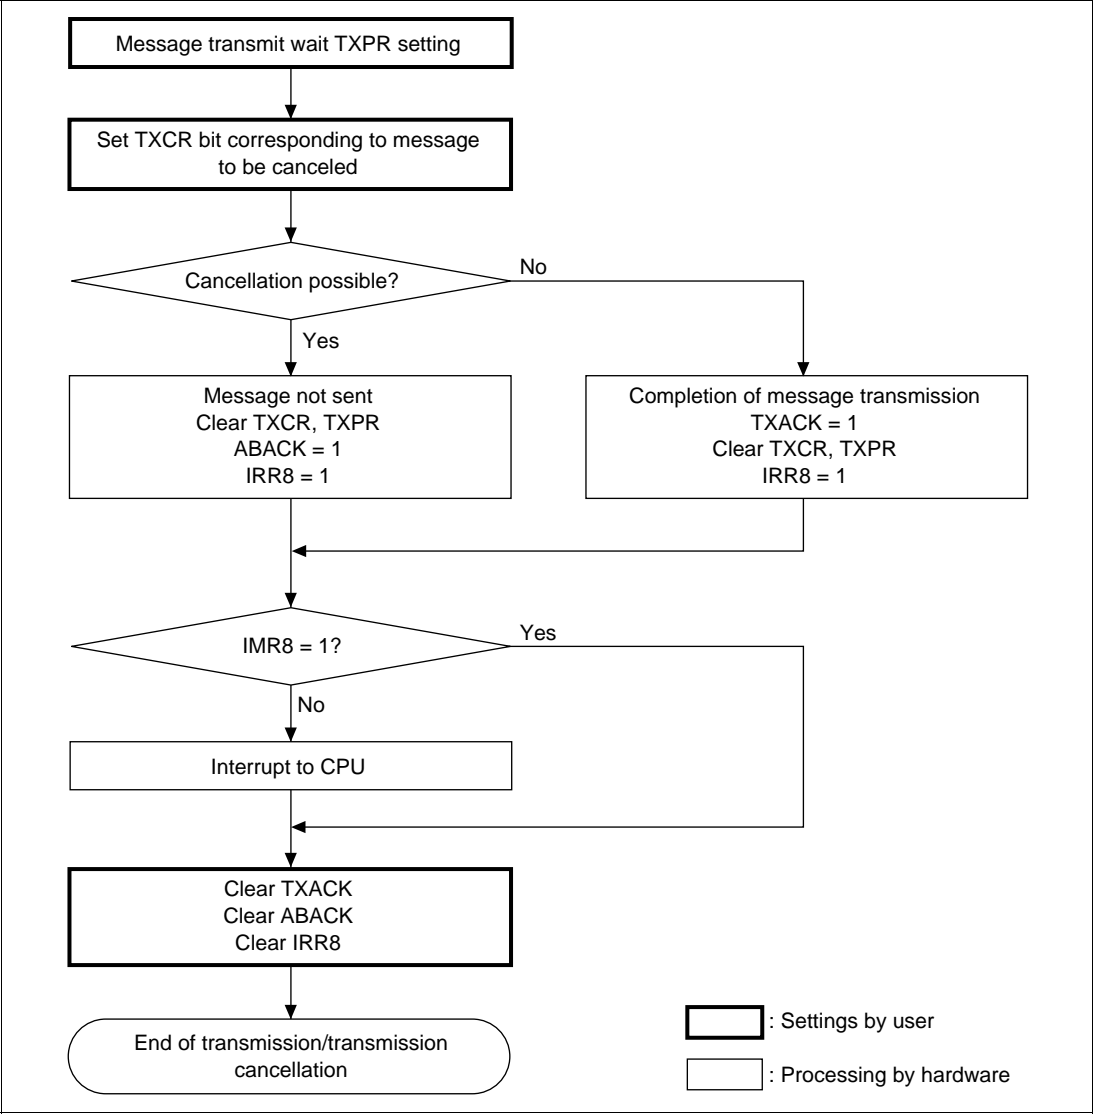 Message transmit wait TXPR setting
Set TXCR bit corresponding to message
to be canceled
Cancellation possible?
No
Yes
Message not sent
Clear TXCR, TXPR
ABACK = 1
IRR8 = 1
Completion of message transmission
TXACK = 1
Clear TXCR, TXPR
IRR8 = 1
IMR8 = 1?
Yes
No
Interrupt to CPU
Clear TXACK
Clear ABACK
Clear IRR8
End of transmission/transmission
cancellation
: Settings by user
: Processing by hardware